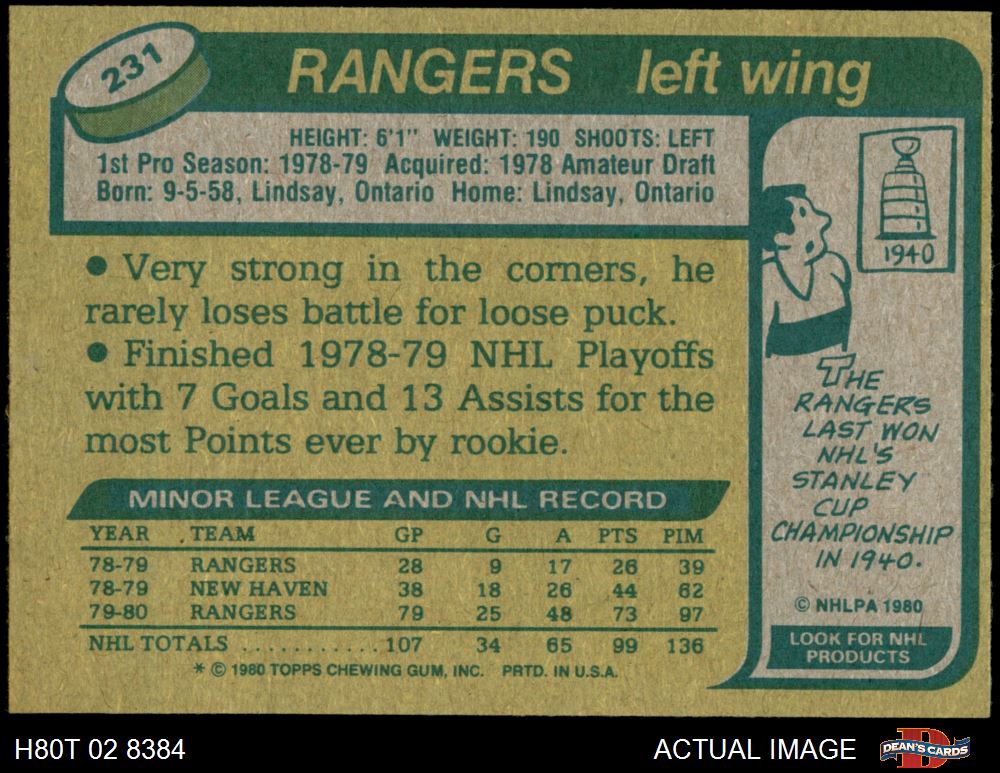 231
RANGERS left wing
HEIGHT: 6'1" WEIGHT: 190 SHOOTS: LEFT
1st Pro Season: 1978-79 Acquired: 1978 Amateur Draft
Born: 9-5-58, Lindsay, Ontario Home: Lindsay, Ontario
● Very strong in the corners, he
rarely loses battle for loose puck.
● Finished 1978-79 NHL Playoffs
with 7 Goals and 13 Assists for the
most Points ever by rookie.
MINOR LEAGUE AND NHL RECORD
YEAR TEAM GP G A PTS PIM
78-79 RANGERS 28 9 17 26 39
78-79 NEW HAVEN 38 18 26 44 62
79-80 RANGERS 79 25 48 73 97
NHL TOTALS ........... 107 34 65 99 136
* © 1980 TOPPS CHEWING GUM, INC. PRTD. IN U.S.A.
1940
THE
RANGERS
LAST WON
NHL'S
STANLEY
CUP
CHAMPIONSHIP
IN 1940.
© NHLPA 1980
LOOK FOR NHL
PRODUCTS
H80T 02 8384
ACTUAL IMAGE
D
DEAN'S CARDS